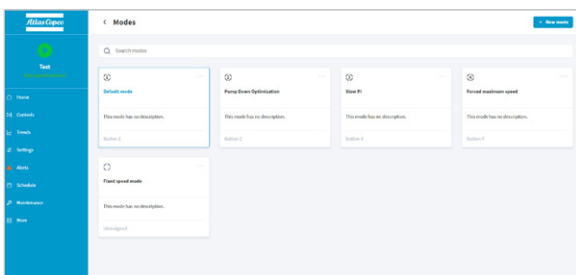 Atlas Copco
Modes
+ New mode
Search modes
Test
Home
Controls
Trends
Settings
Alerts
Schedule
Maintenance
More
Default mode
This mode has no description.
Button 1
Pump Down Optimization
This mode has no description.
Button 2
This mode has no description.
Button 3
Forced maximum speed
This mode has no description.
Button 4
Fixed speed mode
This mode has no description.
Unassigned